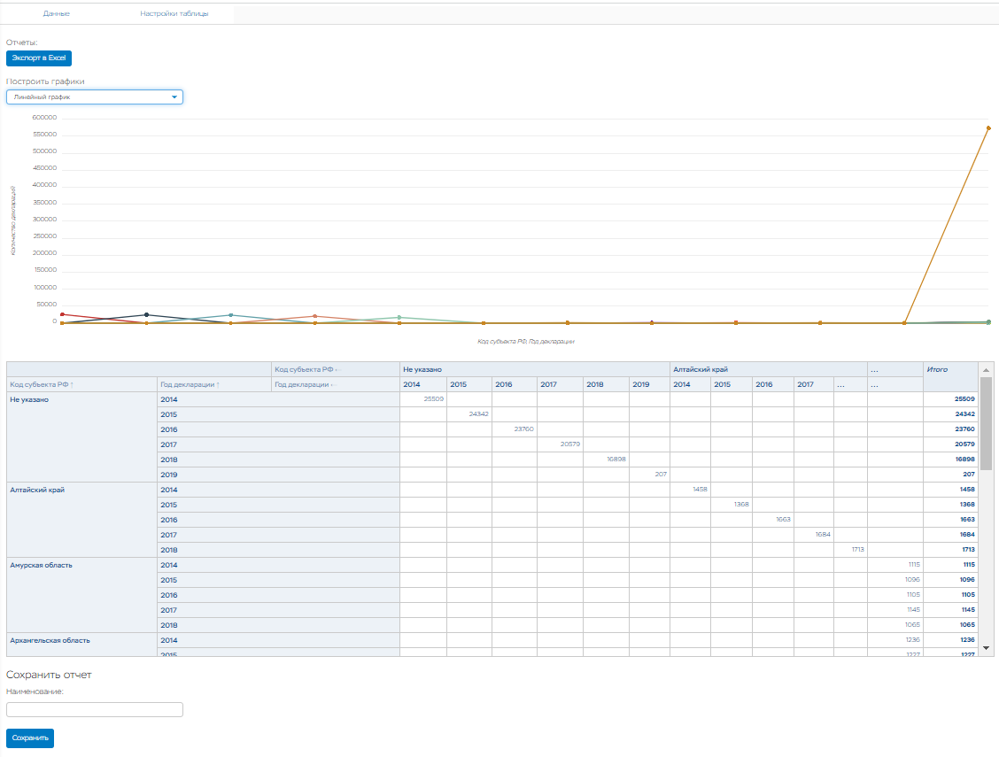 Данные Настройки таблицы
Отчеты:
Экспорт в Excel
Построить графики
Линейный график
600000
550000
500000
450000
400000
350000
300000
250000
200000
150000
100000
50000
0
Количество деклараций
Код субъекта РФ, Год декларации
Код субъекта РФ ← Не указано Алтайский край ... Итого
Код субъекта РФ ↑ Год декларации ↑ Год декларации ← 2014 2015 2016 2017 2018 2019 2014 2015 2016 2017 ... ...
Не указано 2014 25509 25509
2015 24342 24342
2016 23760 23760
2017 20579 20579
2018 16898 16898
2019 207 207
Алтайский край 2014 1458 1458
2015 1368 1368
2016 1663 1663
2017 1684 1684
2018 1713 1713
Амурская область 2014 1115 1115
2015 1096 1096
2016 1105 1105
2017 1145 1145
2018 1065 1065
Архангельская область 2014 1236 1236
2015 1227 1227
Сохранить отчет
Наименование:
Сохранить